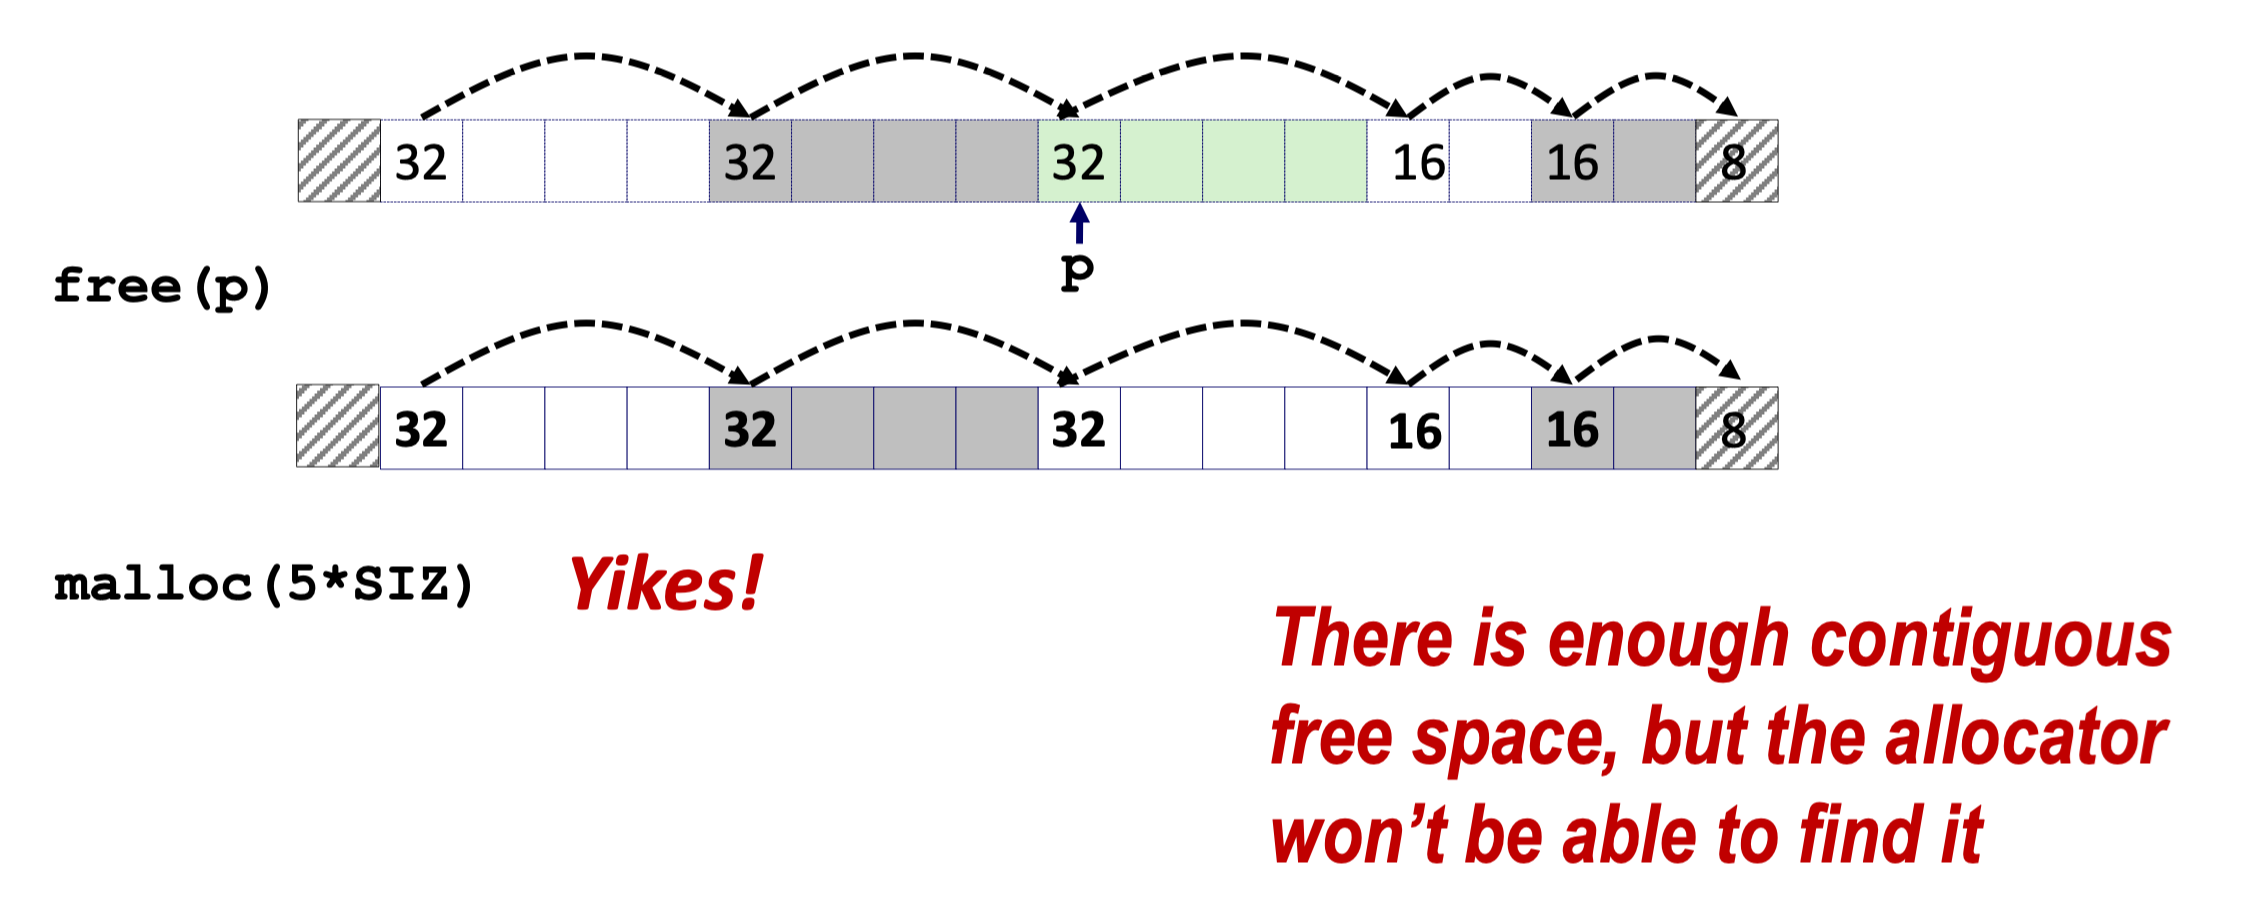 32 32 32 16 16 8
p
free(p)
32 32 32 16 16 8
malloc(5*SIZ) Yikes!
There is enough contiguous
free space, but the allocator
won’t be able to find it